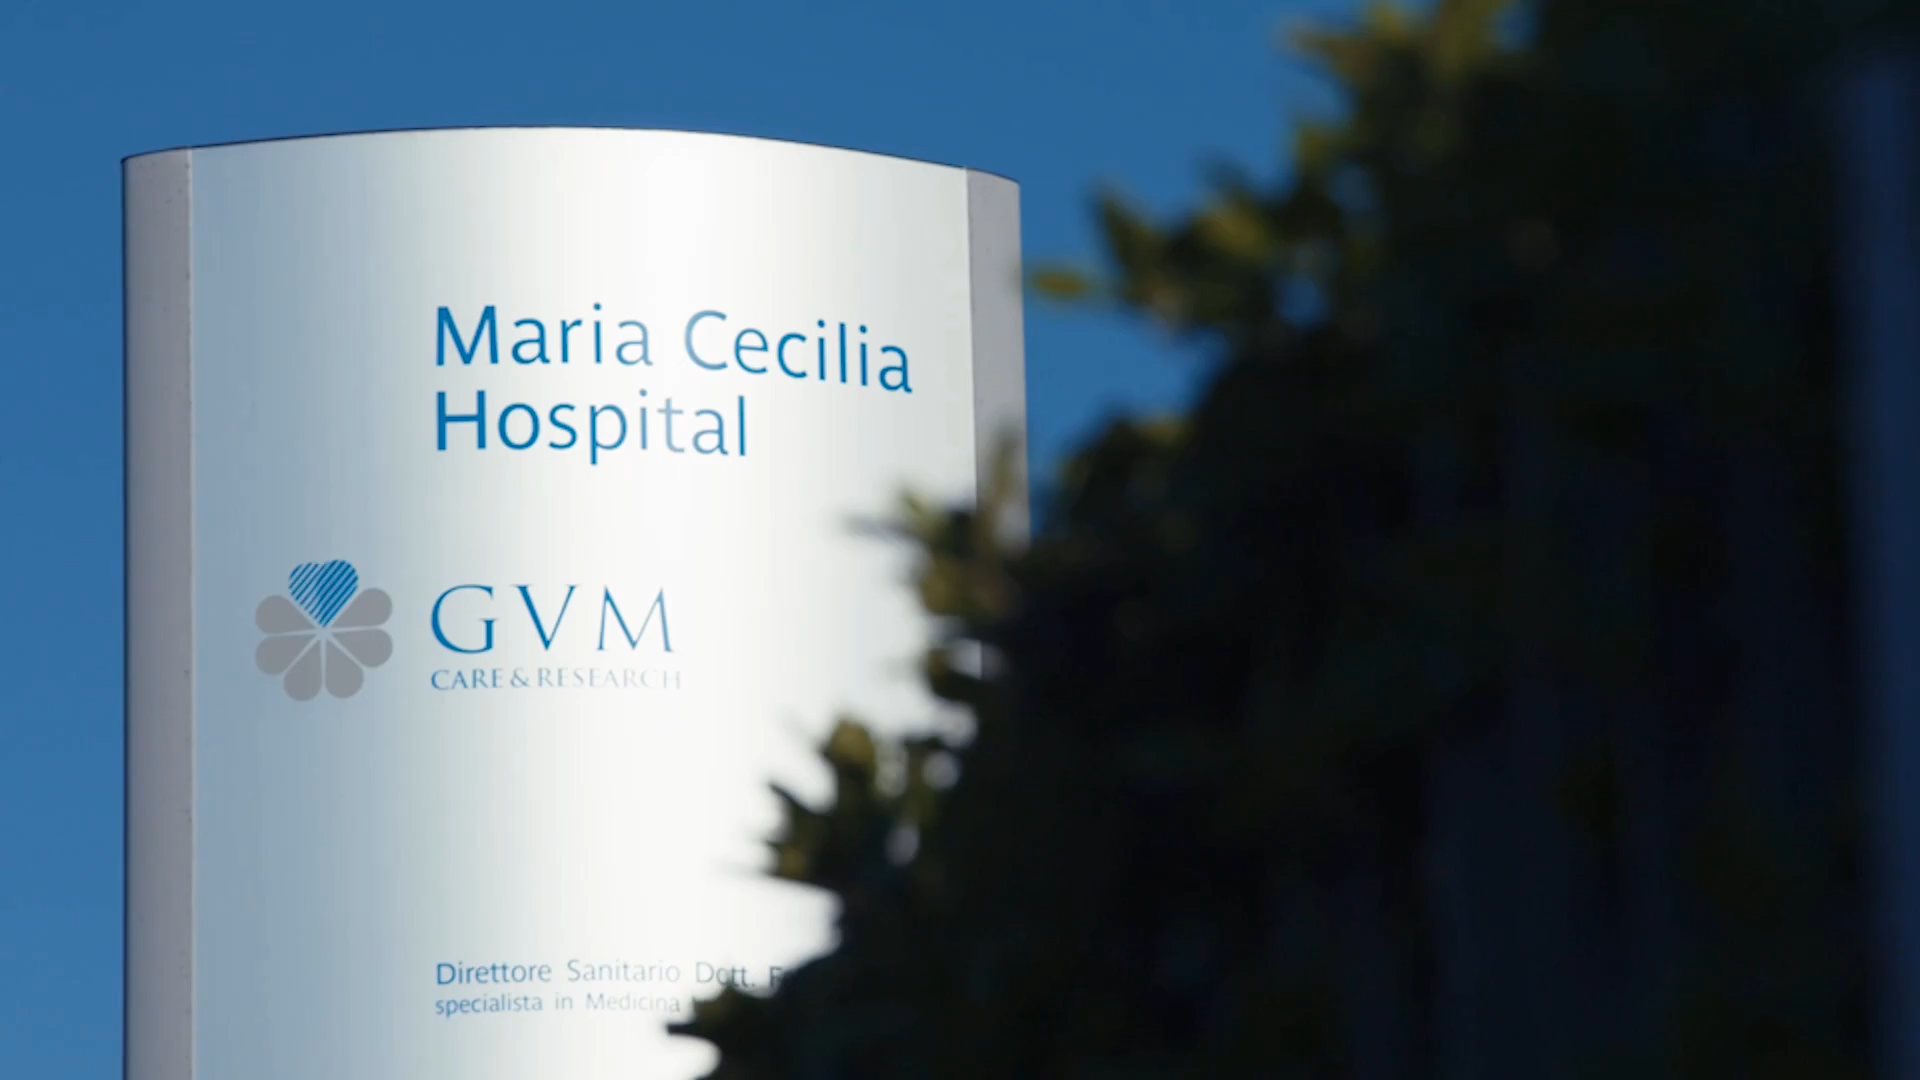 Maria Cecilia
Hospital
GVM
CARE & RESEARCH
Direttore Sanitario Dott.
specialista in Medicina